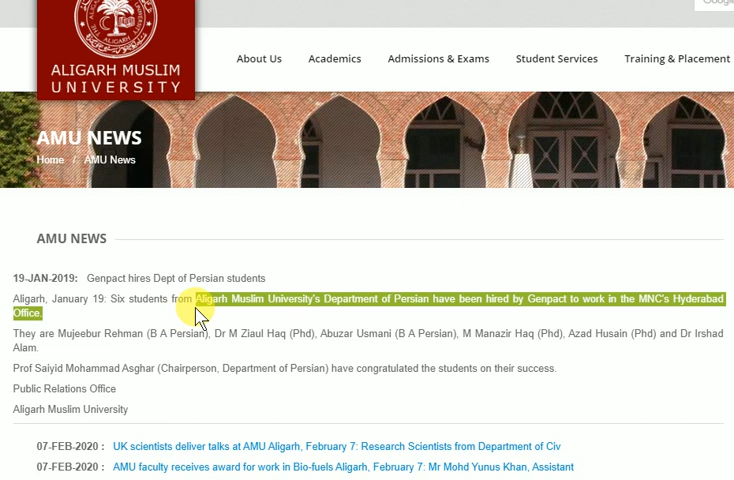 Google
ALIGARH MUSLIM
UNIVERSITY
About Us Academics Admissions & Exams Student Services Training & Placement
AMU NEWS
Home / AMU News
AMU NEWS
19-JAN-2019: Genpact hires Dept of Persian students
Aligarh, January 19: Six students from Aligarh Muslim University's Department of Persian have been hired by Genpact to work in the MNC's Hyderabad
Office.
They are Mujeebur Rehman (B A Persian), Dr M Ziaul Haq (Phd), Abuzar Usmani (B A Persian), M Manazir Haq (Phd), Azad Husain (Phd) and Dr Irshad
Alam.
Prof Saiyid Mohammad Asghar (Chairperson, Department of Persian) have congratulated the students on their success.
Public Relations Office
Aligarh Muslim University
07-FEB-2020 : UK scientists deliver talks at AMU Aligarh, February 7: Research Scientists from Department of Civ
07-FEB-2020 : AMU faculty receives award for work in Bio-fuels Aligarh, February 7: Mr Mohd Yunus Khan, Assistant